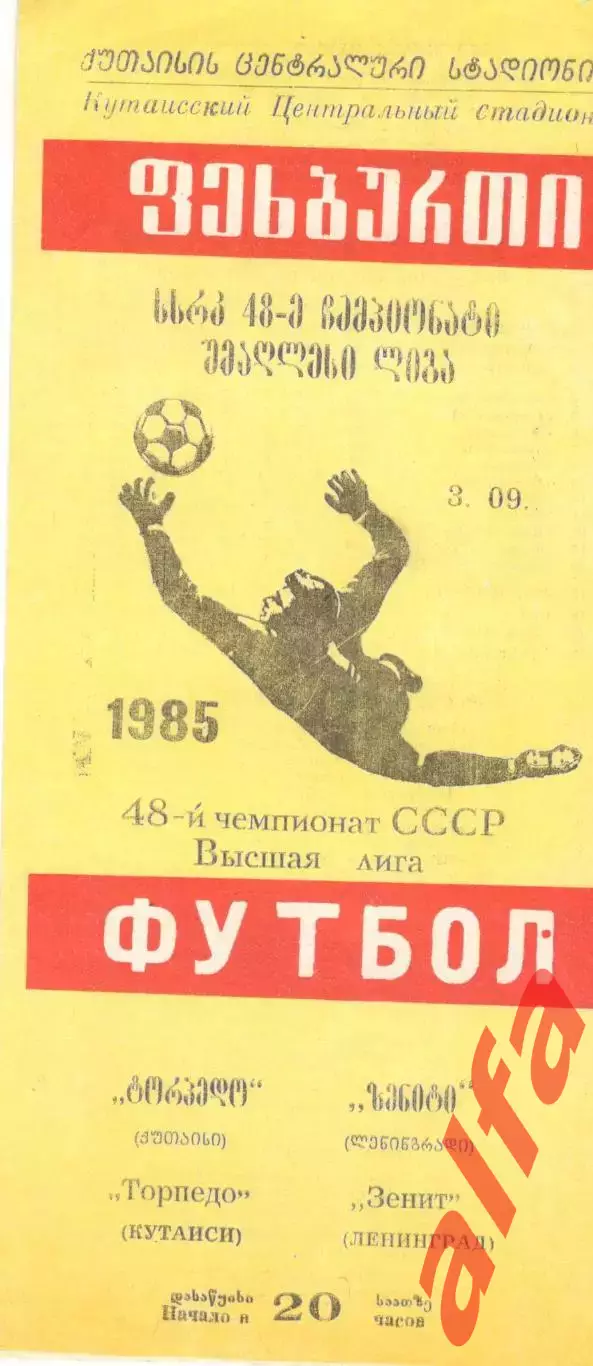 ქუთაისის ცენტრალური სტადიონი
Кутаисский Центральный стадион
ფეხბურთი
სსრკ 48-ე ჩემპიონატი
უმაღლესი ლიგა
3. 09.
1985
48-й чемпионат СССР
Высшая лига
ФУТБОЛ
„ტორპედო“ „ზენიტი“
(ქუთაისი) (ლენინგრადი)
„Торпедо“ „Зенит“
(КУТАИСИ) (ЛЕНИНГРАД)
დასაწყისი 20 საათზე
Начало в часов
alfa